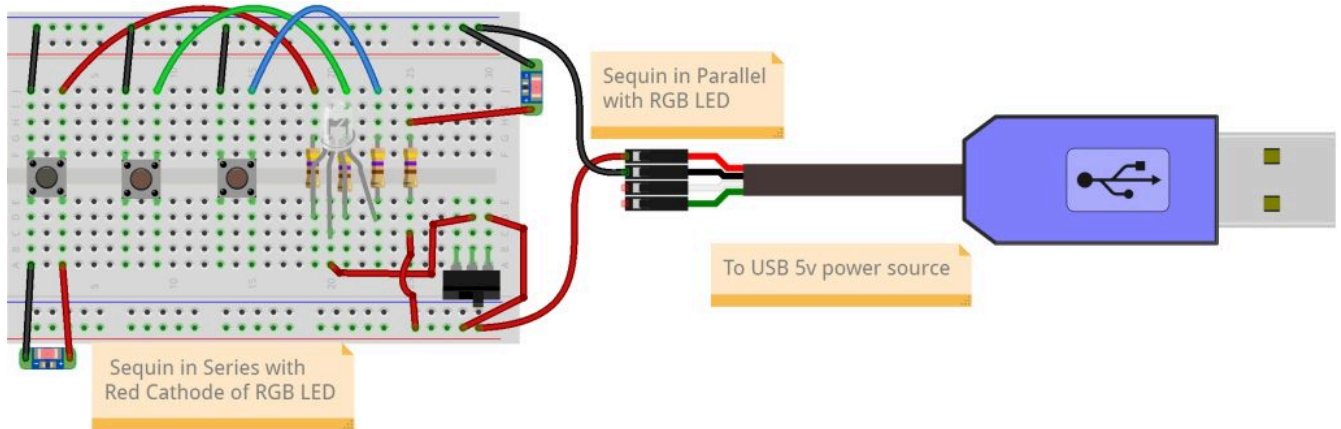 Sequin in Parallel
with RGB LED
To USB 5v power source
Sequin in Series with
Red Cathode of RGB LED